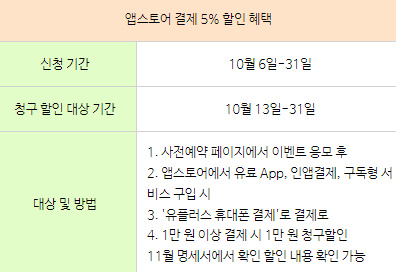 앱스토어 결제 5% 할인 혜택
신청 기간
10월 6일-31일
청구 할인 대상 기간
10월 13일-31일
대상 및 방법
1. 사전예약 페이지에서 이벤트 응모 후
2. 앱스토어에서 유료 App, 인앱결제, 구독형 서
비스 구입 시
3. '유플러스 휴대폰 결제'로 결제로
4. 1만 원 이상 결제 시 1만 원 청구할인
11월 명세서에서 확인 할인 내용 확인 가능